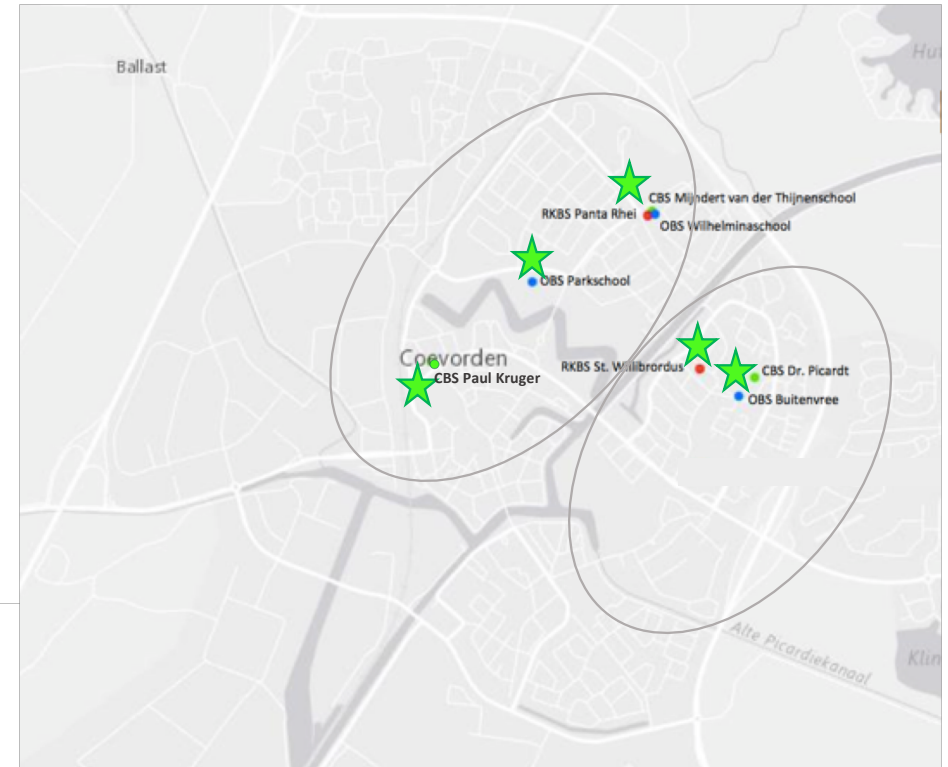 Ballast
CBS Mijndert van der Thijnenschool
RKBS Panta Rhei
OBS Wilhelminaschool
OBS Parkschool
Coevorden
CBS Paul Kruger
RKBS St. Willibrordus
CBS Dr. Picardt
OBS Buitenvree
Alte Picardiekanaal